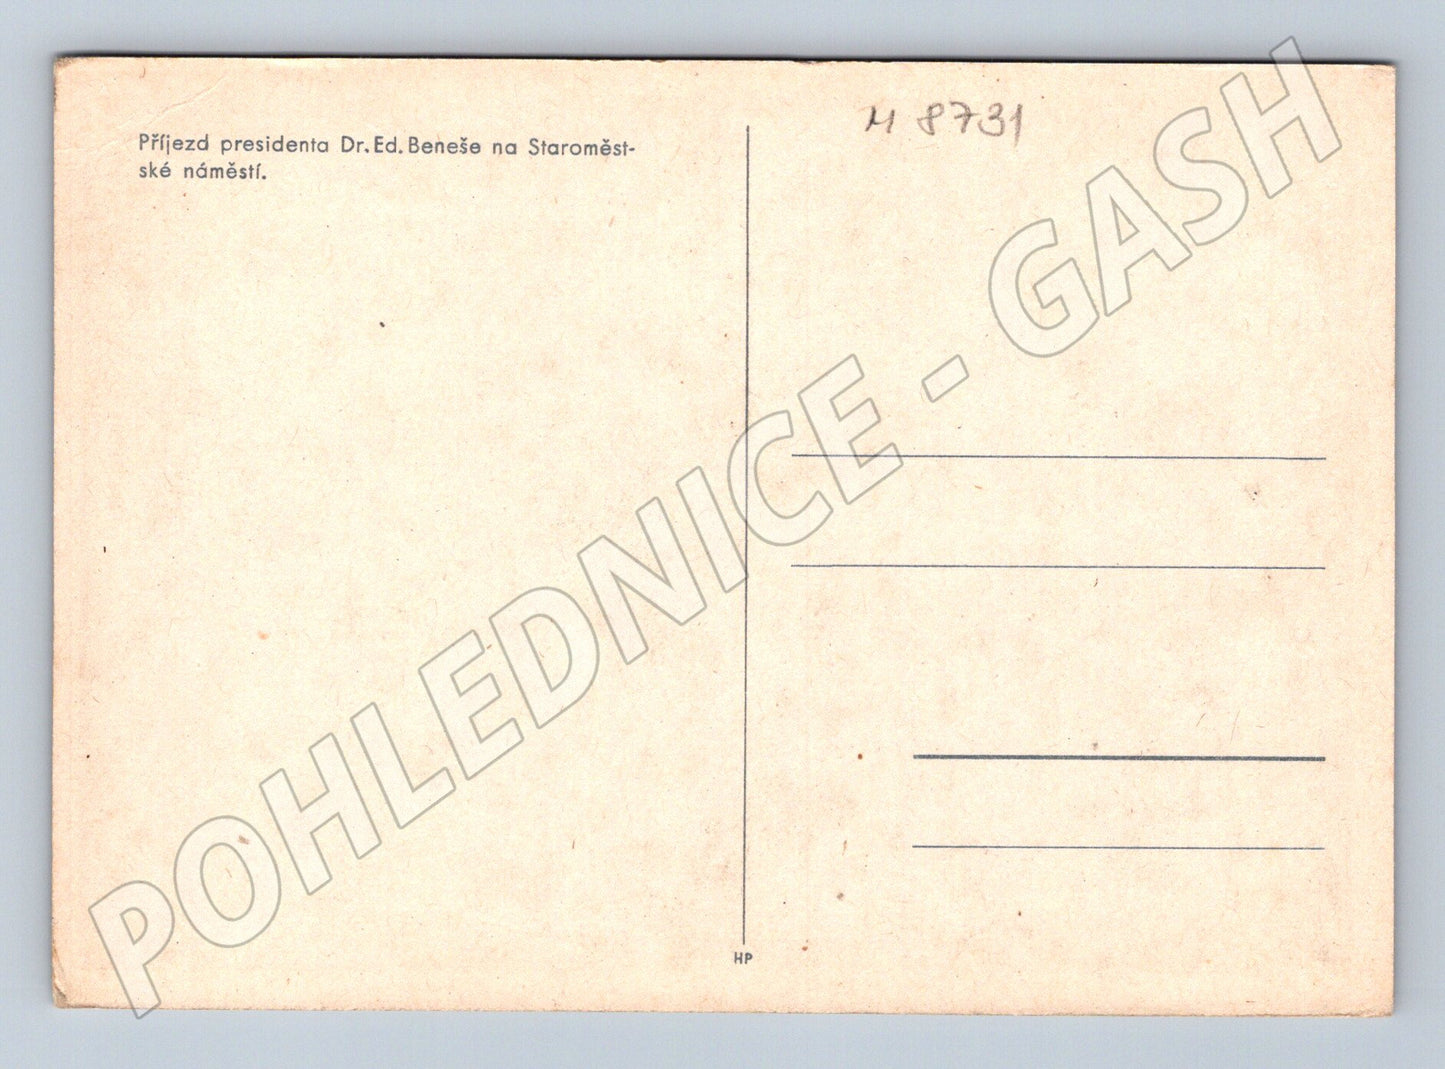 Příjezd presidenta Dr. Ed. Beneše na Staroměst-
ské náměstí.
M 8731
POHLEDNICE - GASH
HP